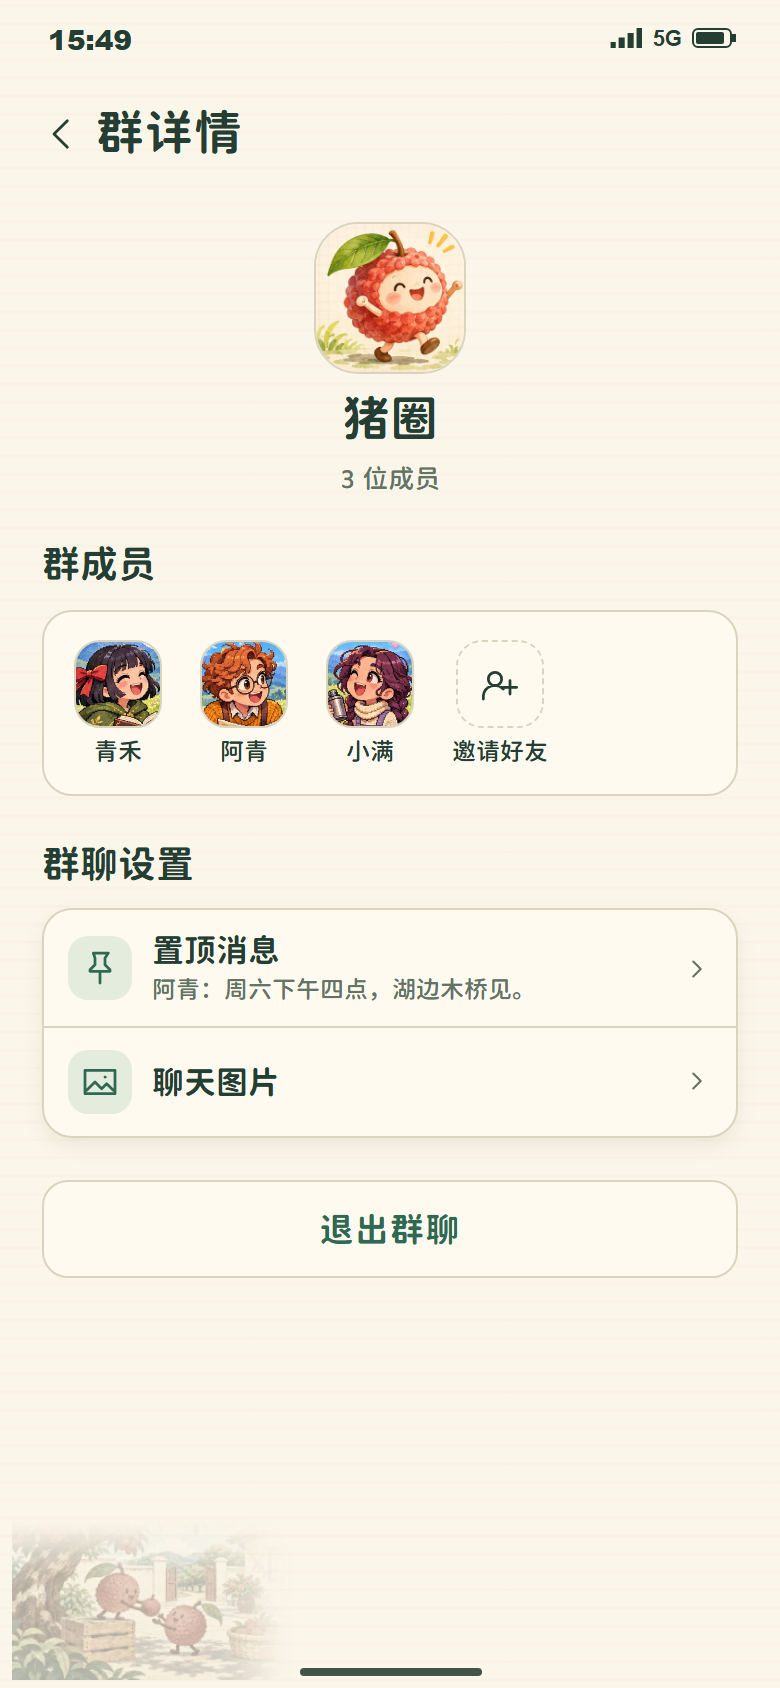 15:49 5G
群详情
猪圈
3 位成员
群成员
青禾 阿青 小满 邀请好友
群聊设置
置顶消息
阿青：周六下午四点，湖边木桥见。
聊天图片
退出群聊